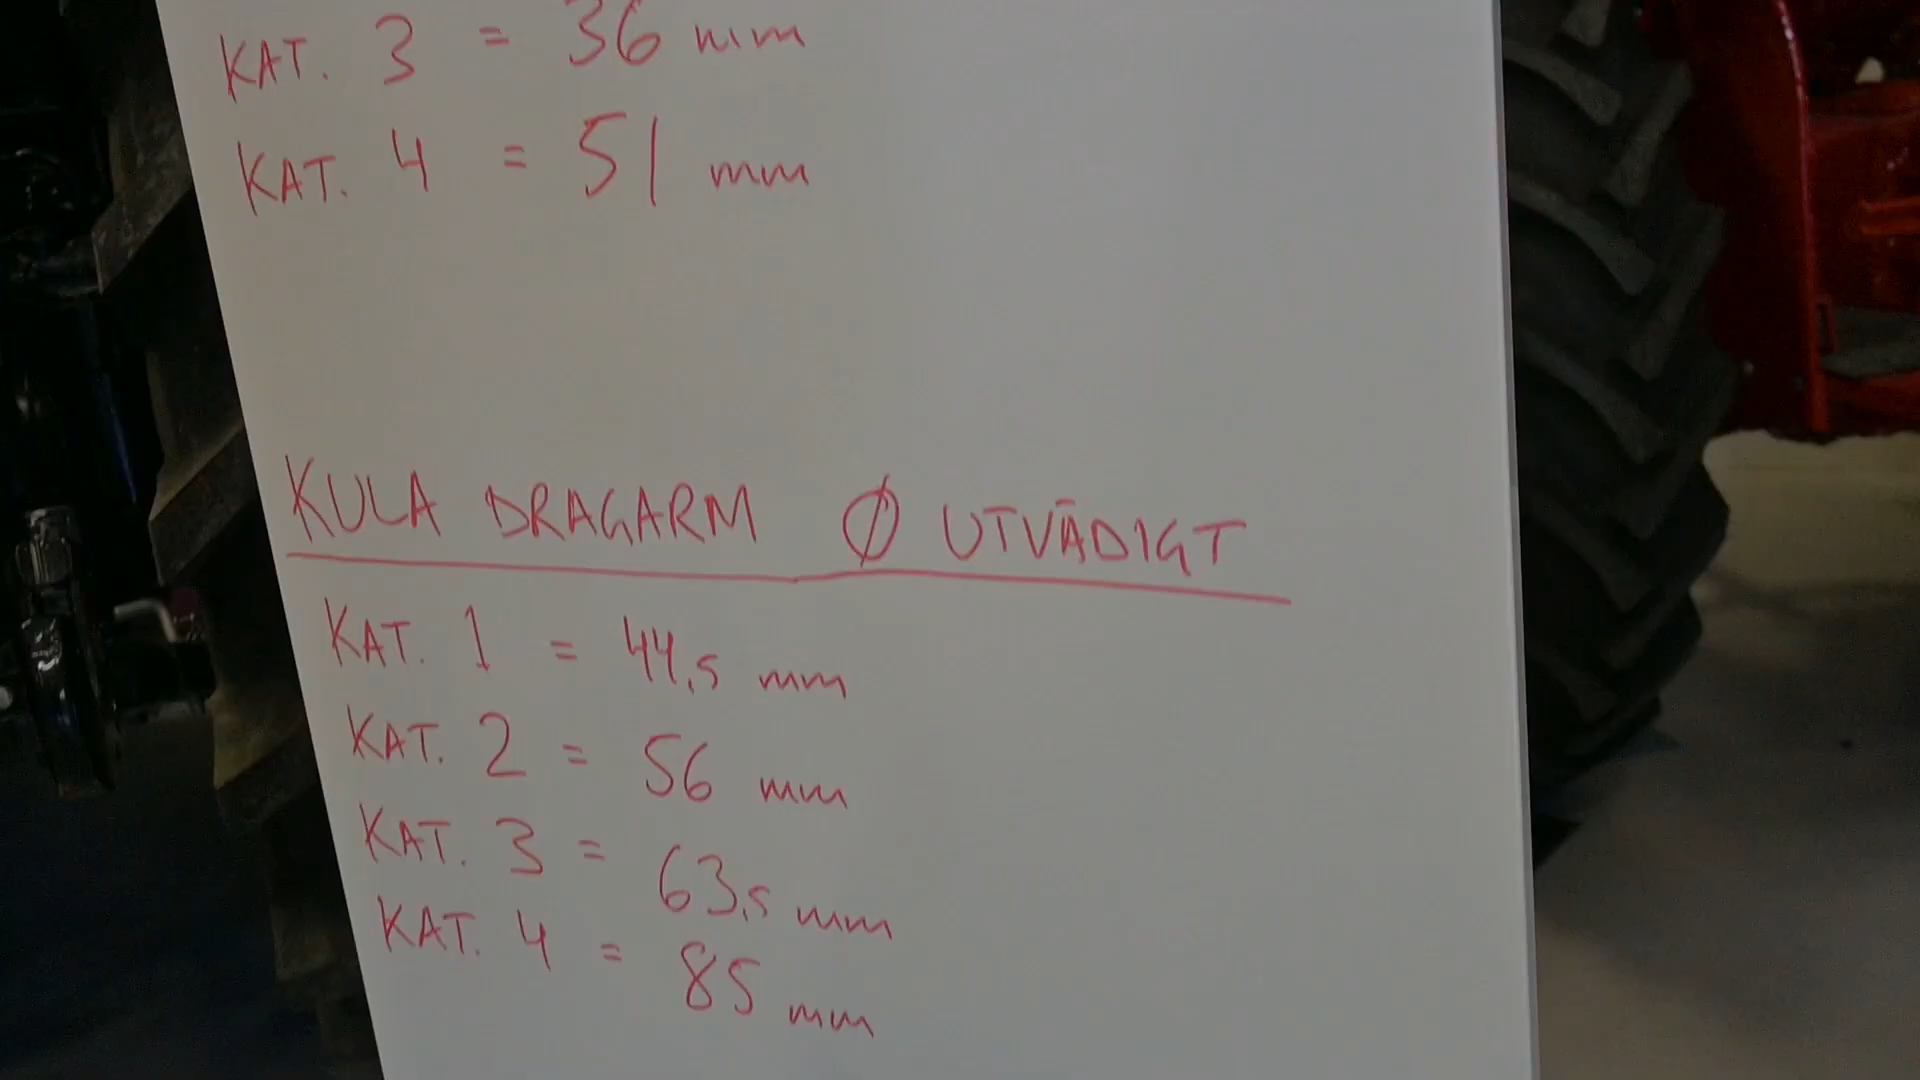 KAT. 3 = 36 mm
KAT. 4 = 51 mm
KULA DRAGARM Ø UTVÄDIGT
KAT. 1 = 44,5 mm
KAT. 2 = 56 mm
KAT. 3 = 63,5 mm
KAT. 4 = 85 mm